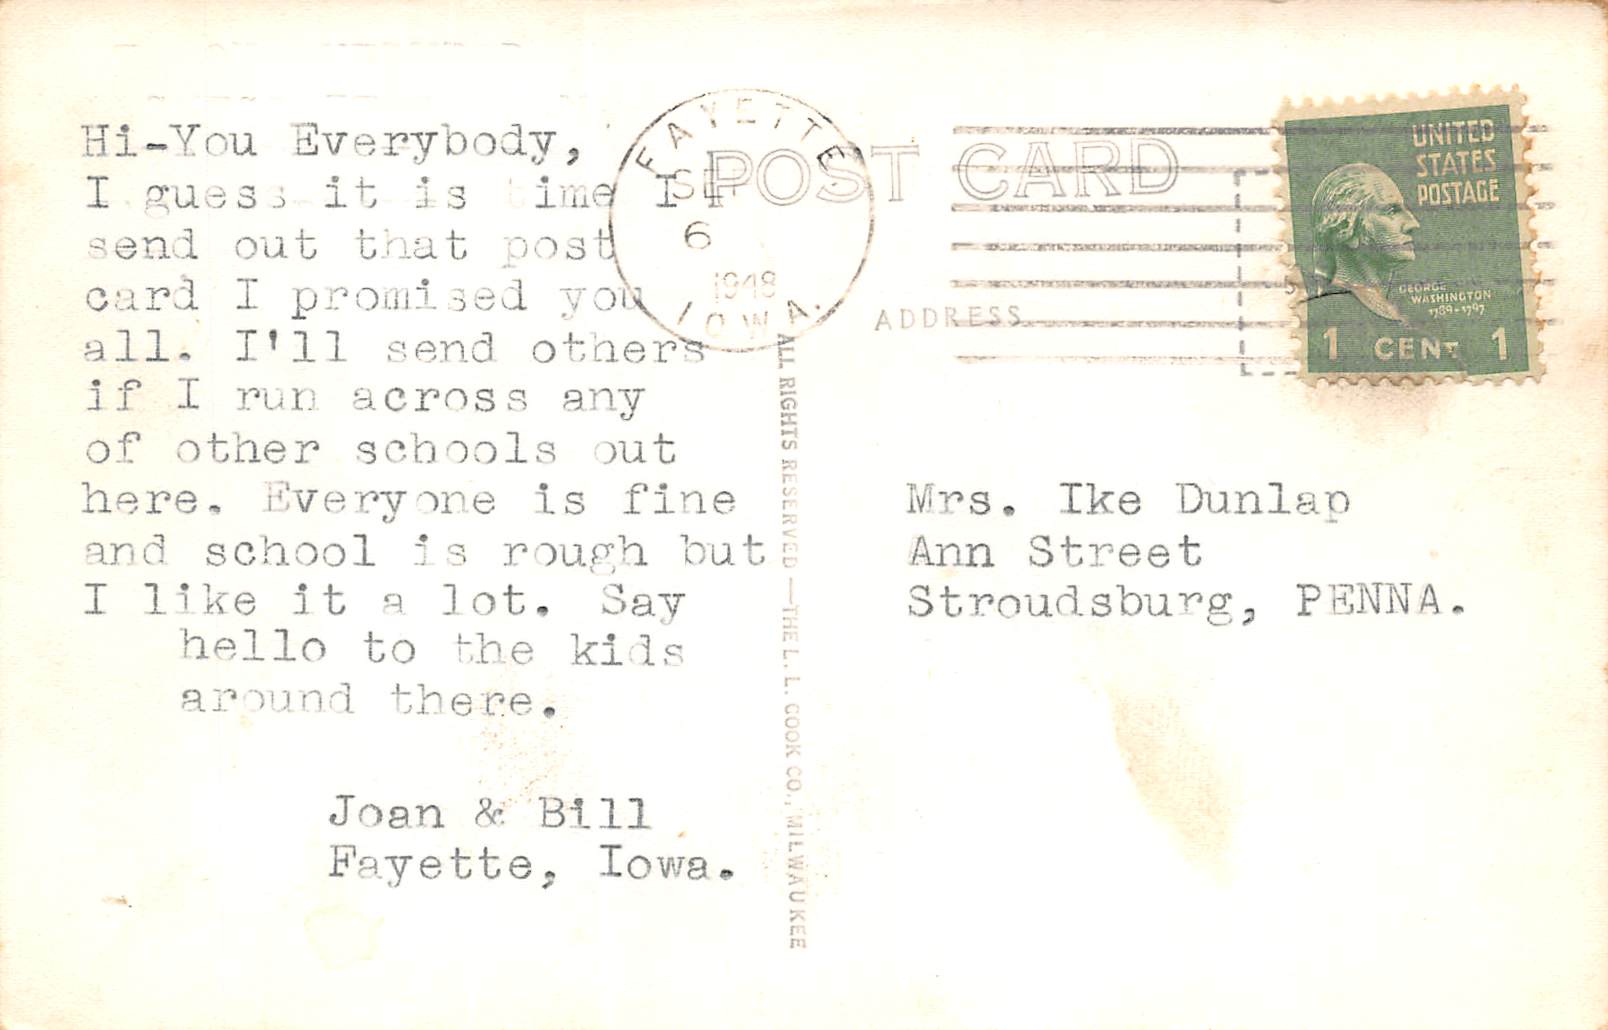 Hi-You Everybody,
I guess it is time I
send out that post
card I promised you
all. I'll send others
if I run across any
of other schools out
here. Everyone is fine
and school is rough but
I like it a lot. Say
hello to the kids
around there.
Joan & Bill
Fayette, Iowa.
FAYETTE
SEP
6
1948
IOWA.
POST CARD
ADDRESS
ALL RIGHTS RESERVED—THE L. L. COOK CO., MILWAUKEE
UNITED
STATES
POSTAGE
GEORGE
WASHINGTON
1789-1797
1 CENT 1
Mrs. Ike Dunlap
Ann Street
Stroudsburg, PENNA.